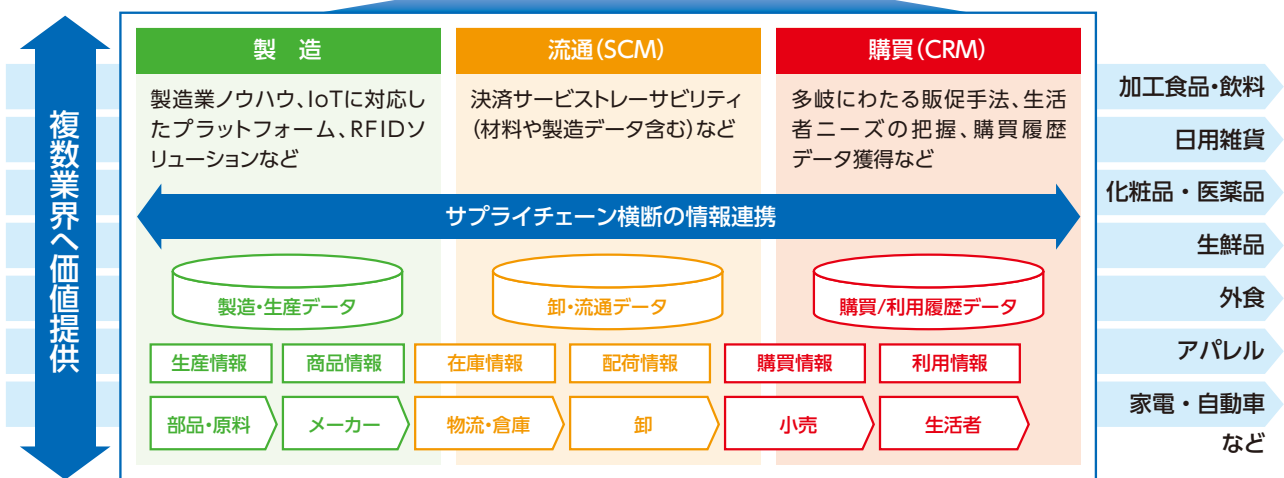 複数業界へ価値提供
製 造
製造業ノウハウ、IoTに対応し
たプラットフォーム、RFIDソ
リューションなど
流通(SCM)
決済サービストレーサビリティ
(材料や製造データ含む)など
購買(CRM)
多岐にわたる販促手法、生活
者ニーズの把握、購買履歴
データ獲得など
サプライチェーン横断の情報連携
製造・生産データ
卸・流通データ
購買/利用履歴データ
生産情報
商品情報
在庫情報
配荷情報
購買情報
利用情報
部品・原料
メーカー
物流・倉庫
卸
小売
生活者
加工食品・飲料
日用雑貨
化粧品・医薬品
生鮮品
外食
アパレル
家電・自動車
など